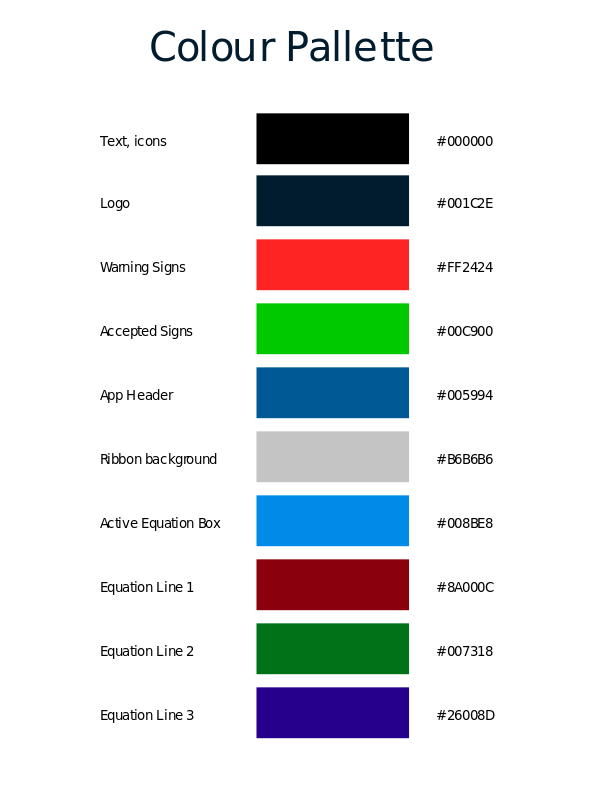 Colour Pallette
Text, icons #000000
Logo #001C2E
Warning Signs #FF2424
Accepted Signs #00C900
App Header #005994
Ribbon background #B6B6B6
Active Equation Box #008BE8
Equation Line 1 #8A000C
Equation Line 2 #007318
Equation Line 3 #26008D